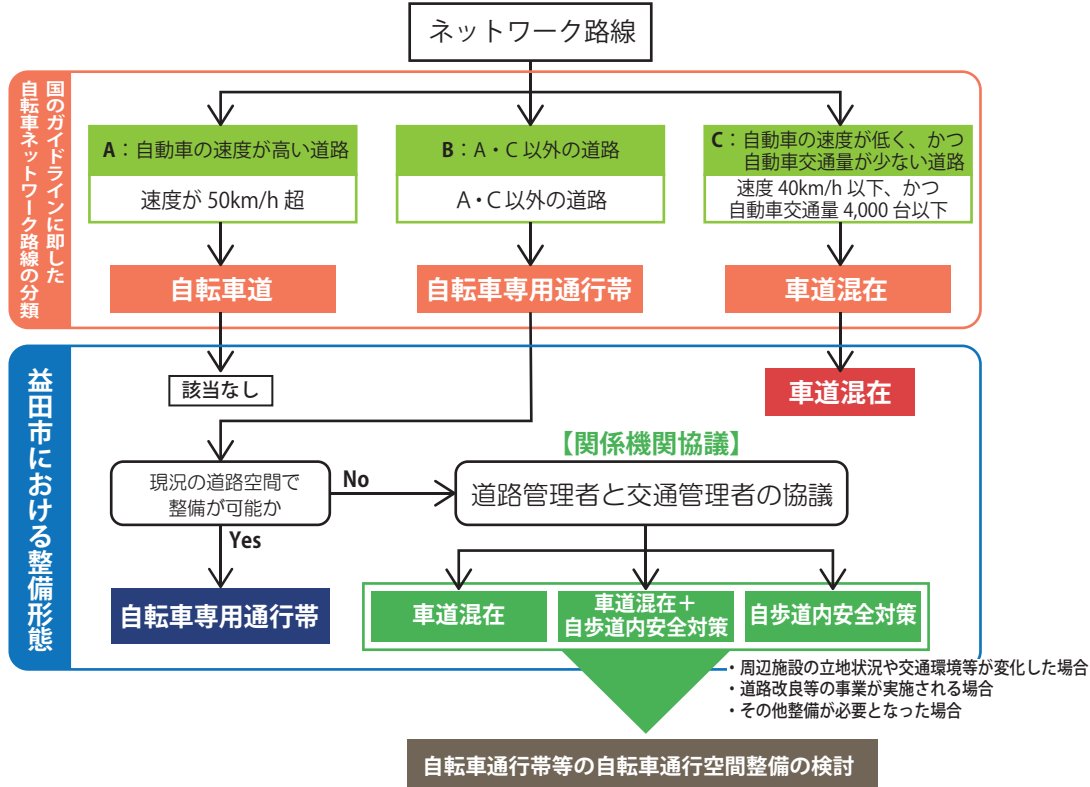 ネットワーク路線
国のガイドラインに即した
自転車ネットワーク路線の分類
A：自動車の速度が高い道路
速度が 50km/h 超
B：A・C 以外の道路
A・C 以外の道路
C：自動車の速度が低く、かつ
自動車交通量が少ない道路
速度 40km/h 以下、かつ
自動車交通量 4,000 台以下
自転車道
自転車専用通行帯
車道混在
益田市における整備形態
該当なし
車道混在
【関係機関協議】
現況の道路空間で
整備が可能か
No
道路管理者と交通管理者の協議
Yes
自転車専用通行帯
車道混在
車道混在＋
自歩道内安全対策
自歩道内安全対策
・周辺施設の立地状況や交通環境等が変化した場合
・道路改良等の事業が実施される場合
・その他整備が必要となった場合
自転車通行帯等の自転車通行空間整備の検討